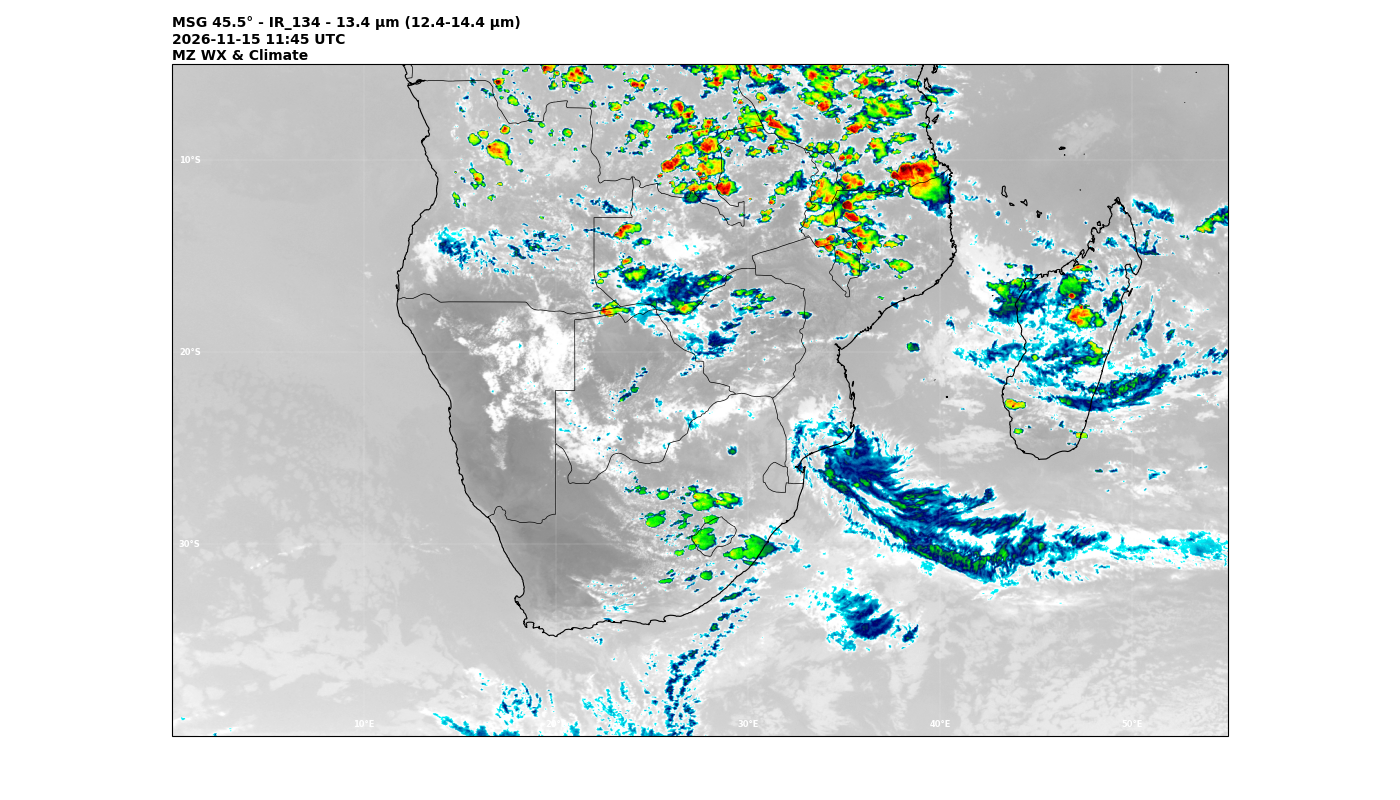 MSG 45.5° - IR_134 - 13.4 µm (12.4-14.4 µm)
2026-11-15 11:45 UTC
MZ WX & Climate
10°S
20°S
30°S
10°E
30°E
40°E
50°E